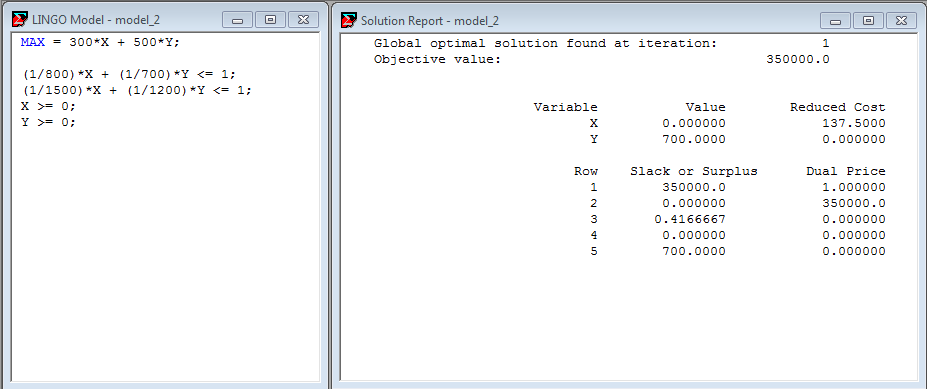 LINGO Model - model_2
MAX = 300*X + 500*Y;
(1/800)*X + (1/700)*Y <= 1;
(1/1500)*X + (1/1200)*Y <= 1;
X >= 0;
Y >= 0;
Solution Report - model_2
Global optimal solution found at iteration: 1
Objective value: 350000.0
Variable Value Reduced Cost
X 0.000000 137.5000
Y 700.0000 0.000000
Row Slack or Surplus Dual Price
1 350000.0 1.000000
2 0.000000 350000.0
3 0.4166667 0.000000
4 0.000000 0.000000
5 700.0000 0.000000